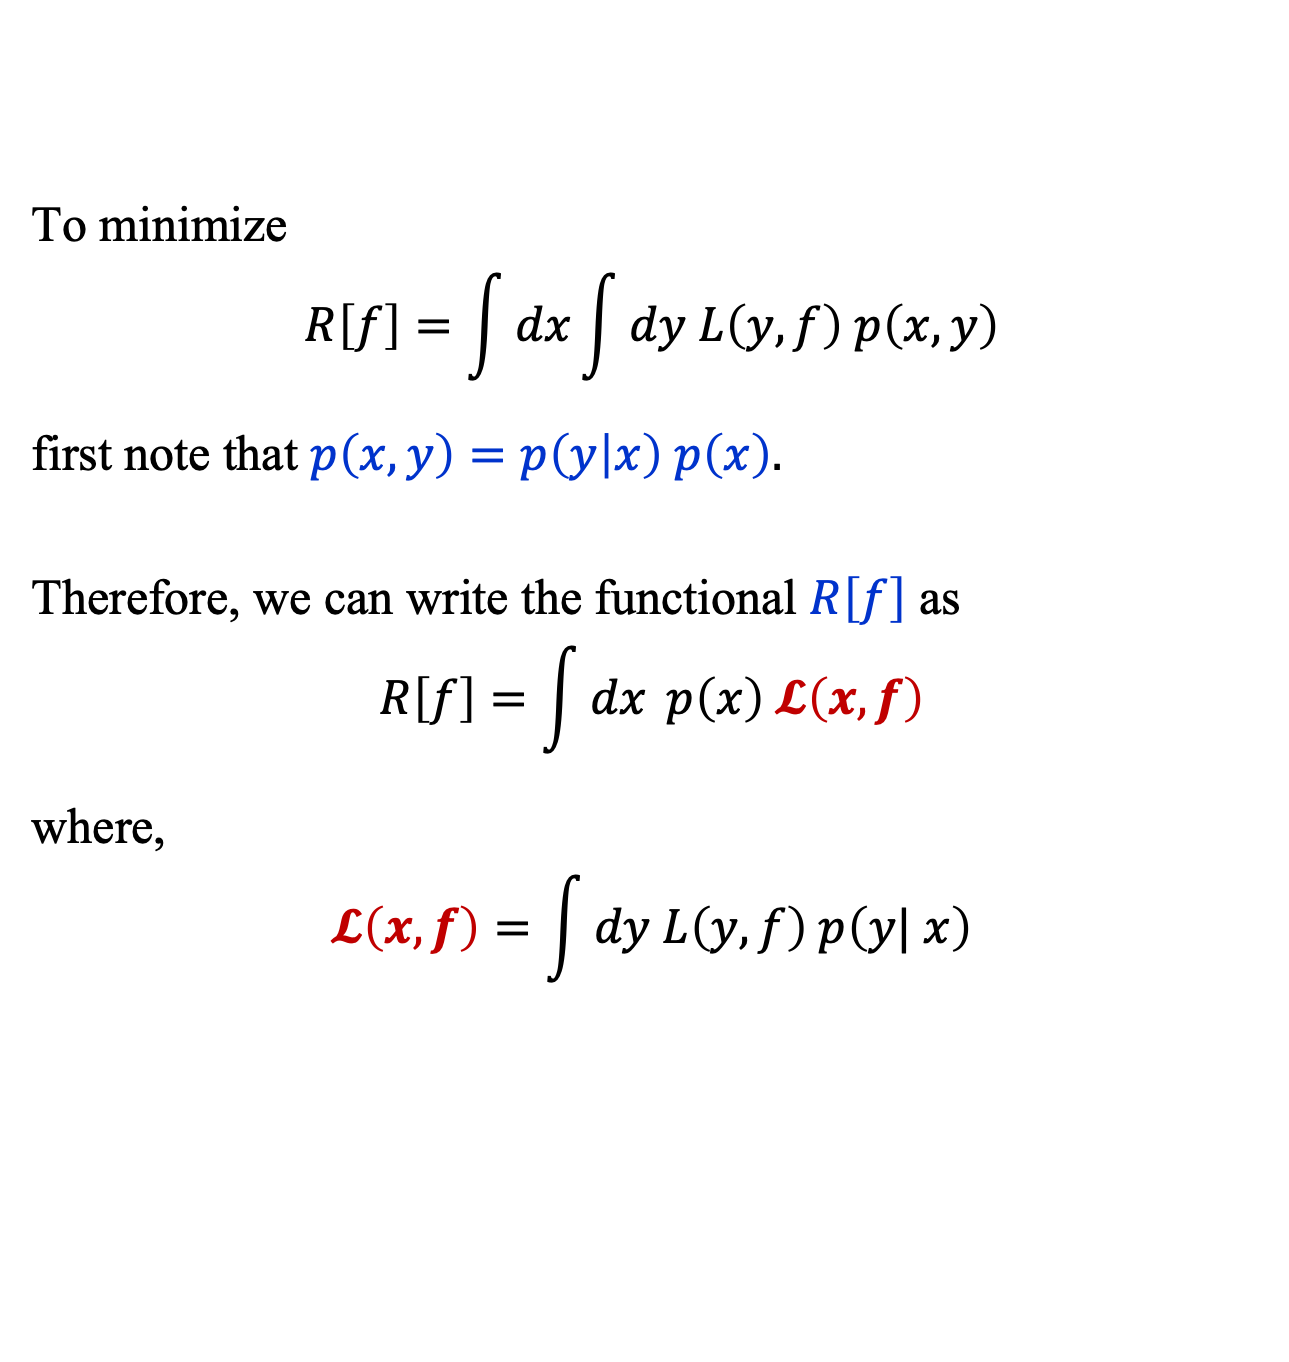 To minimize
R[f] = ∫ dx ∫ dy L(y, f) p(x, y)
first note that p(x, y) = p(y|x) p(x).
Therefore, we can write the functional R[f] as
R[f] = ∫ dx p(x) ℒ(x, f)
where,
ℒ(x, f) = ∫ dy L(y, f) p(y| x)